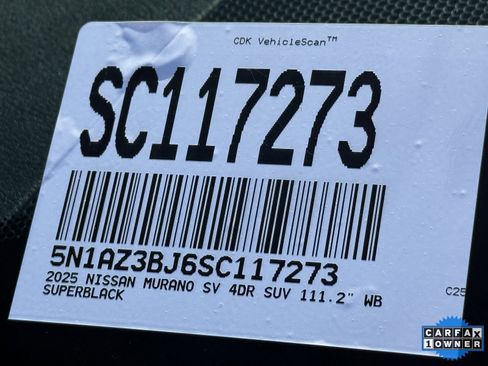 CDK VehicleScan™
SC117273
5N1AZ3BJ6SC117273
2025 NISSAN MURANO SV 4DR SUV 111.2" WB
SUPERBLACK
C25
CARFAX
1 OWNER